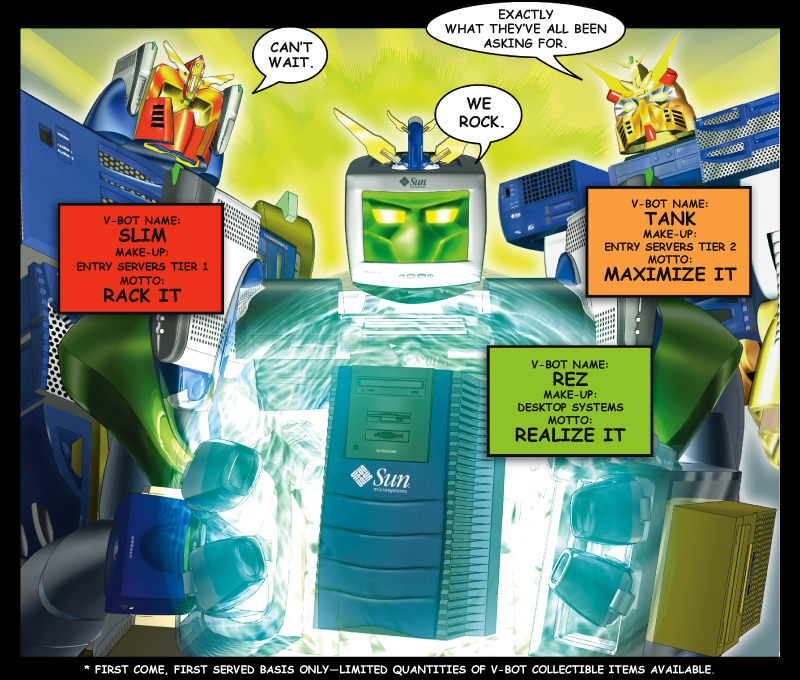 EXACTLY
WHAT THEY'VE ALL BEEN
ASKING FOR.
CAN'T
WAIT.
WE
ROCK.
Sun
V-BOT NAME:
SLIM
MAKE-UP:
ENTRY SERVERS TIER 1
MOTTO:
RACK IT
V-BOT NAME:
TANK
MAKE-UP:
ENTRY SERVERS TIER 2
MOTTO:
MAXIMIZE IT
V-BOT NAME:
REZ
MAKE-UP:
DESKTOP SYSTEMS
MOTTO:
REALIZE IT
Sun
Sun
microsystems
* FIRST COME, FIRST SERVED BASIS ONLY—LIMITED QUANTITIES OF V-BOT COLLECTIBLE ITEMS AVAILABLE.